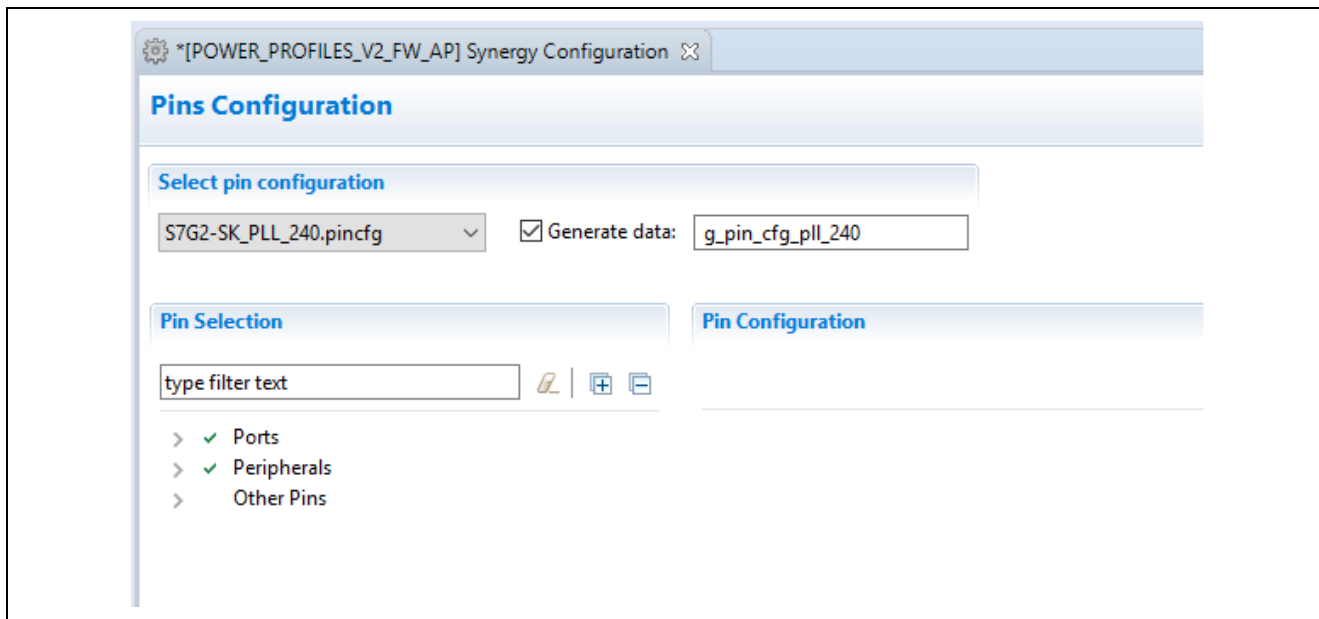 *[POWER_PROFILES_V2_FW_AP] Synergy Configuration
Pins Configuration
Select pin configuration
S7G2-SK_PLL_240.pincfg Generate data: g_pin_cfg_pll_240
Pin Selection Pin Configuration
type filter text
Ports
Peripherals
Other Pins